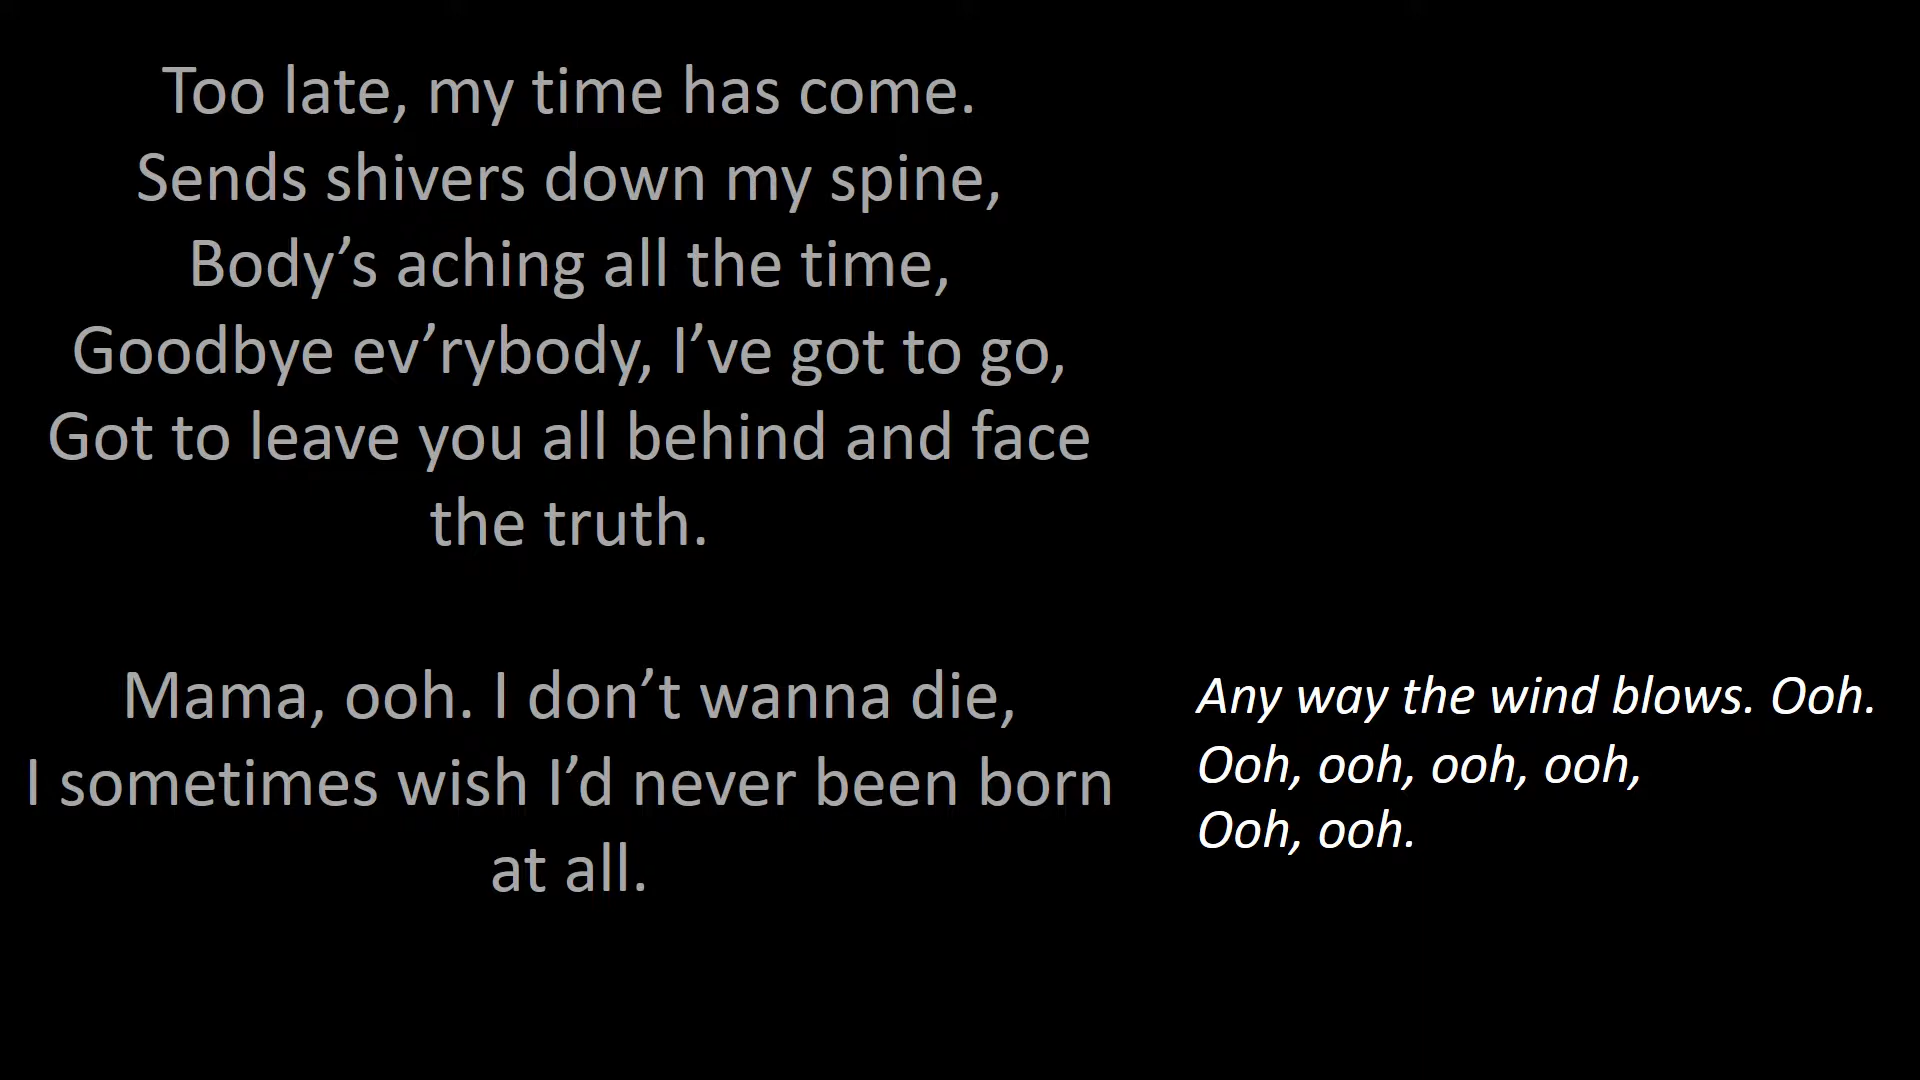 Too late, my time has come.
Sends shivers down my spine,
Body’s aching all the time,
Goodbye ev’rybody, I’ve got to go,
Got to leave you all behind and face
the truth.
Mama, ooh. I don’t wanna die,
I sometimes wish I’d never been born
at all.
Any way the wind blows. Ooh.
Ooh, ooh, ooh, ooh,
Ooh, ooh.